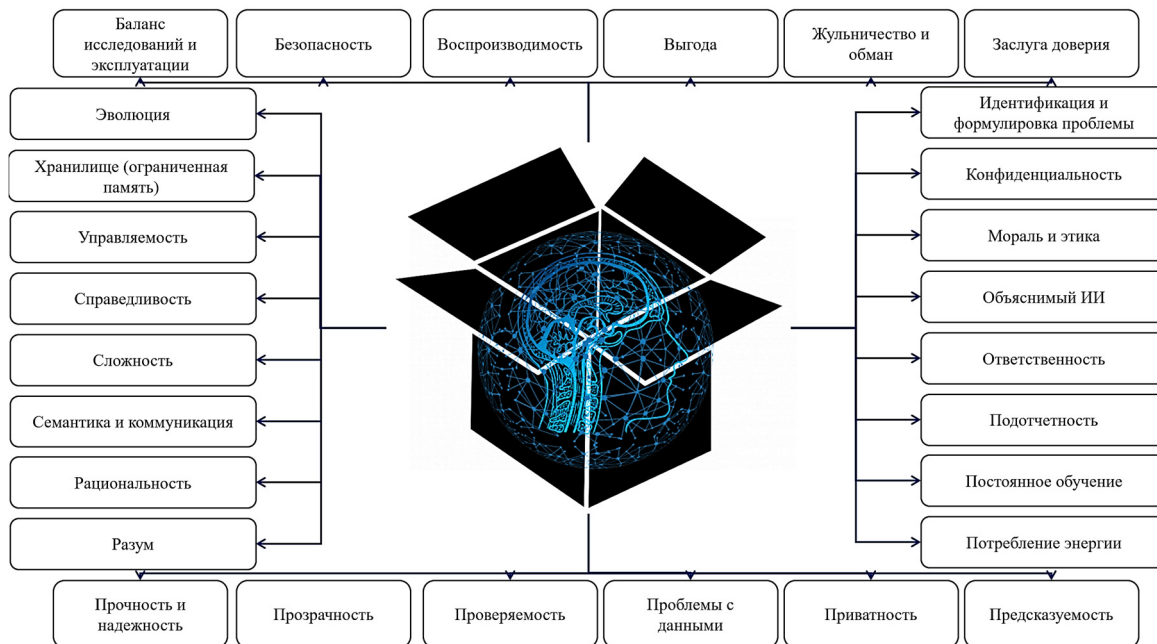 Баланс
исследований и
эксплуатации
Безопасность
Воспроизводимость
Выгода
Жульничество и
обман
Заслуга доверия
Эволюция
Хранилище (ограниченная
память)
Управляемость
Справедливость
Сложность
Семантика и коммуникация
Рациональность
Разум
Идентификация и
формулировка проблемы
Конфиденциальность
Мораль и этика
Объяснимый ИИ
Ответственность
Подотчетность
Постоянное обучение
Потребление энергии
Прочность и
надежность
Прозрачность
Проверяемость
Проблемы с
данными
Приватность
Предсказуемость